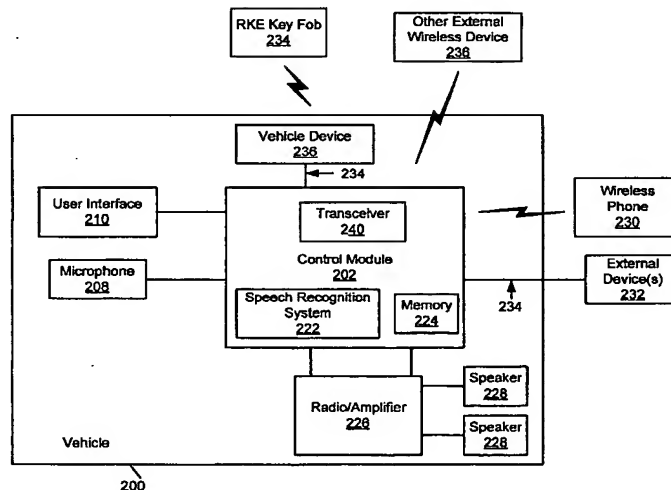 RKE Key Fob
234
Other External
Wireless Device
236
Vehicle Device
236
234
User Interface
210
Transceiver
240
Wireless
Phone
230
Control Module
202
Microphone
208
External
Device(s)
232
Speech Recognition
System
222
Memory
224
234
Radio/Amplifier
226
Speaker
228
Speaker
228
Vehicle
200